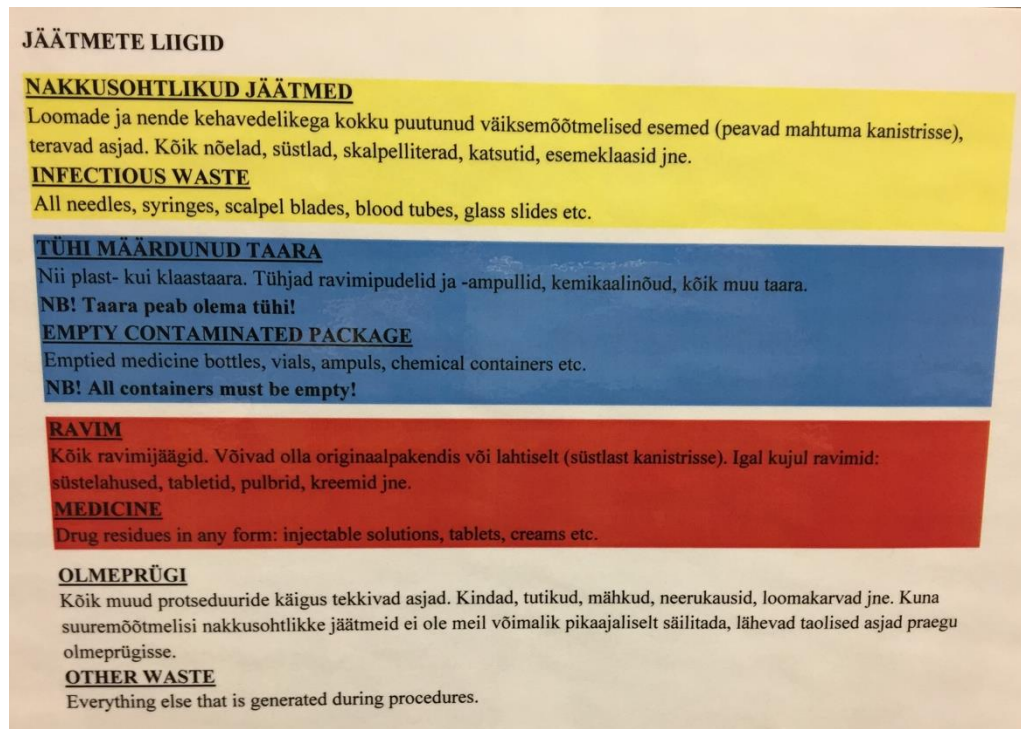 JÄÄTMETE LIIGID
NAKKUSOHTLIKUD JÄÄTMED
Loomade ja nende kehavedelikega kokku puutunud väiksemõõtmelised esemed (peavad mahtuma kanistrisse),
teravad asjad. Kõik nõelad, süstlad, skalpelliterad, katsutid, esemeklaasid jne.
INFECTIOUS WASTE
All needles, syringes, scalpel blades, blood tubes, glass slides etc.
TÜHI MÄÄRDUNUD TAARA
Nii plast- kui klaastaara. Tühjad ravimipudelid ja -ampullid, kemikaalinõud, kõik muu taara.
NB! Taara peab olema tühi!
EMPTY CONTAMINATED PACKAGE
Emptied medicine bottles, vials, ampuls, chemical containers etc.
NB! All containers must be empty!
RAVIM
Kõik ravimijäägid. Võivad olla originaalpakendis või lahtiselt (süstlast kanistrisse). Igal kujul ravimid:
süstelahused, tabletid, pulbrid, kreemid jne.
MEDICINE
Drug residues in any form: injectable solutions, tablets, creams etc.
OLMEPRÜGI
Kõik muud protseduuride käigus tekkivad asjad. Kindad, tutikud, mähkud, neerukausid, loomakarvad jne. Kuna
suuremõõtmelisi nakkusohtlikke jäätmeid ei ole meil võimalik pikaajaliselt säilitada, lähevad taolised asjad praegu
olmeprügisse.
OTHER WASTE
Everything else that is generated during procedures.